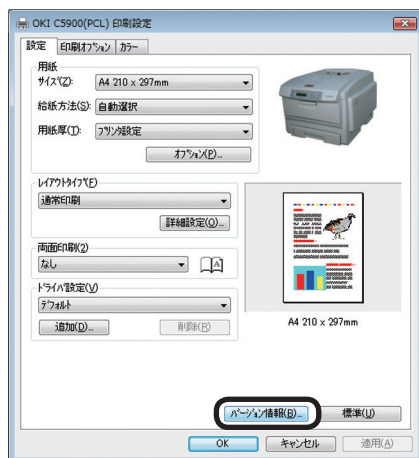 OKI C5900(PCL) 印刷設定
設定 印刷ｵﾌﾟｼｮﾝ ｶﾗｰ
用紙
ｻｲｽﾞ(Z): A4 210 x 297mm
給紙方法(S): 自動選択
用紙厚(T): ﾌﾟﾘﾝﾀ設定
ｵﾌﾟｼｮﾝ(P)...
ﾚｲｱｳﾄﾀｲﾌﾟ(E)
通常印刷
詳細設定(O)...
両面印刷(2)
なし
A
ﾄﾞﾗｲﾊﾞ設定(V)
ﾃﾞﾌｫﾙﾄ
追加(D)...
削除(R)
A4 210 x 297mm
ﾊﾞｰｼﾞｮﾝ情報(B)...
標準(U)
OK
キャンセル
適用(A)